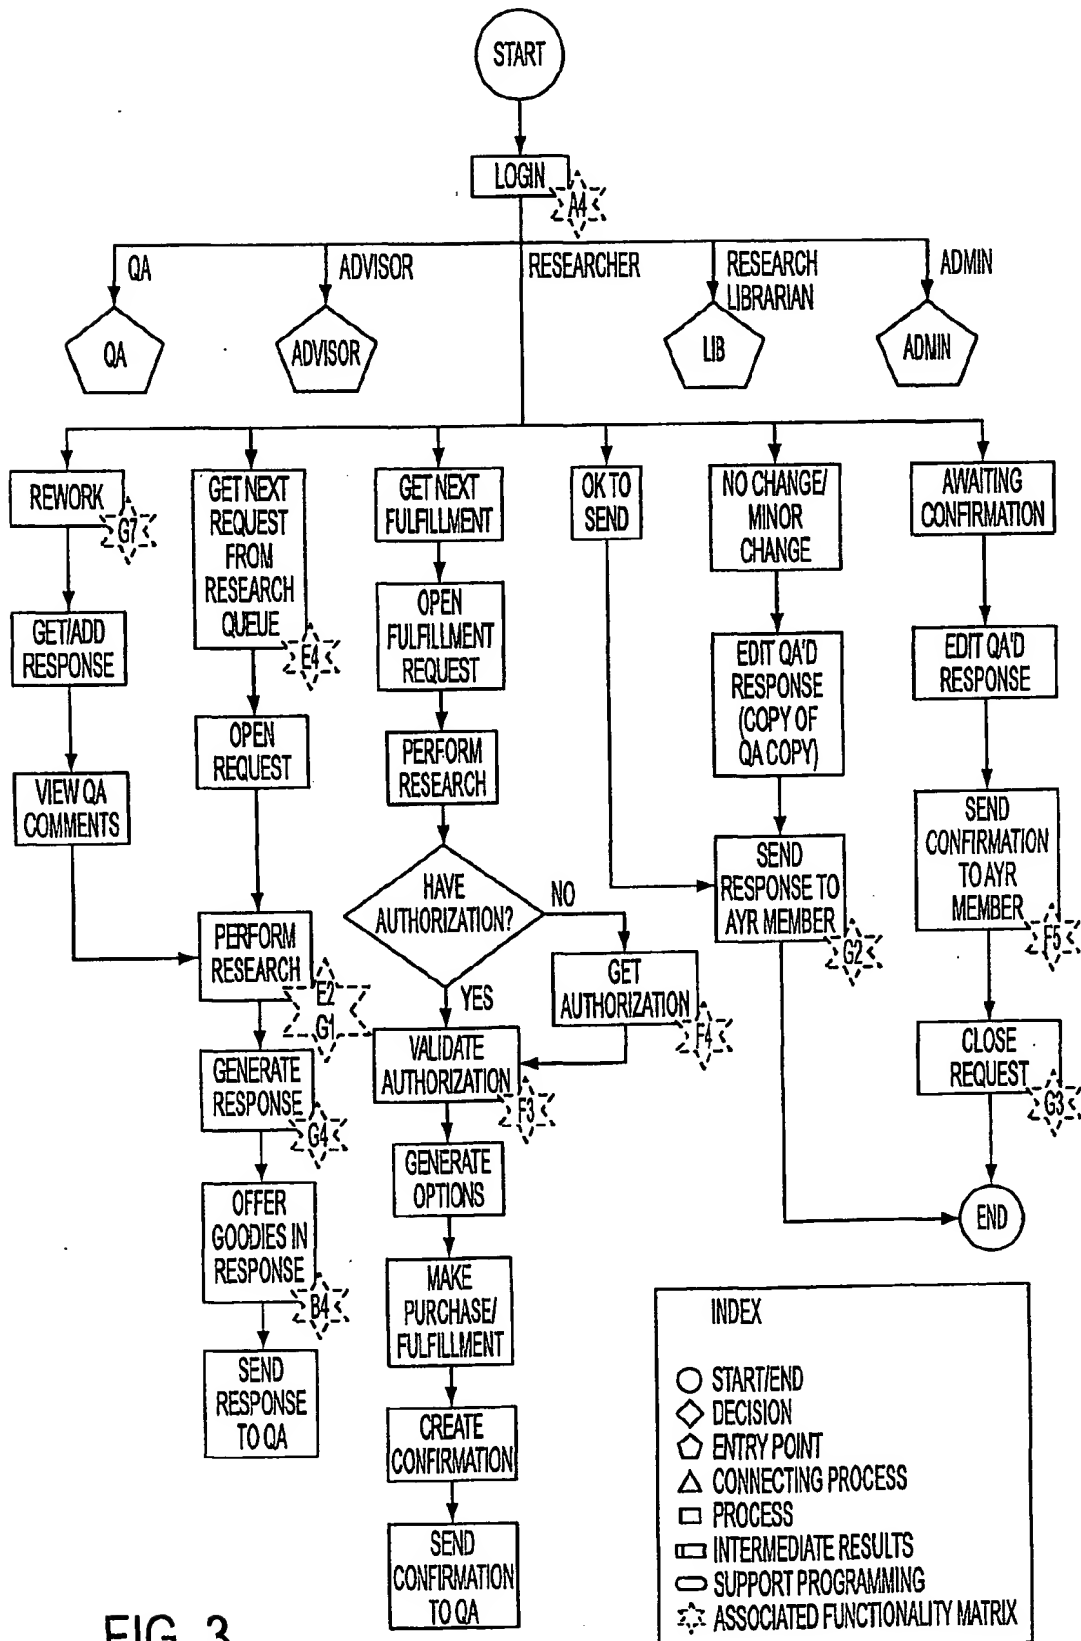 START
LOGIN
A4
QA
ADVISOR
RESEARCHER
RESEARCH
LIBRARIAN
ADMIN
QA
ADVISOR
LIB
ADMIN
REWORK
G7
GET/ADD
RESPONSE
VIEW QA
COMMENTS
GET NEXT
REQUEST
FROM
RESEARCH
QUEUE
E4
OPEN
REQUEST
PERFORM
RESEARCH
E2
G1
GENERATE
RESPONSE
G4
OFFER
GOODIES IN
RESPONSE
B4
SEND
RESPONSE
TO QA
GET NEXT
FULFILLMENT
OPEN
FULFILLMENT
REQUEST
PERFORM
RESEARCH
HAVE
AUTHORIZATION?
NO
YES
GET
AUTHORIZATION
F4
VALIDATE
AUTHORIZATION
F3
GENERATE
OPTIONS
MAKE
PURCHASE/
FULFILLMENT
CREATE
CONFIRMATION
SEND
CONFIRMATION
TO QA
OK TO
SEND
NO CHANGE/
MINOR
CHANGE
EDIT QA'D
RESPONSE
(COPY OF
QA COPY)
SEND
RESPONSE TO
AYR MEMBER
G2
AWAITING
CONFIRMATION
EDIT QA'D
RESPONSE
SEND
CONFIRMATION
TO AYR
MEMBER
F5
CLOSE
REQUEST
G3
END
INDEX
START/END
DECISION
ENTRY POINT
CONNECTING PROCESS
PROCESS
INTERMEDIATE RESULTS
SUPPORT PROGRAMMING
ASSOCIATED FUNCTIONALITY MATRIX
FIG. 3